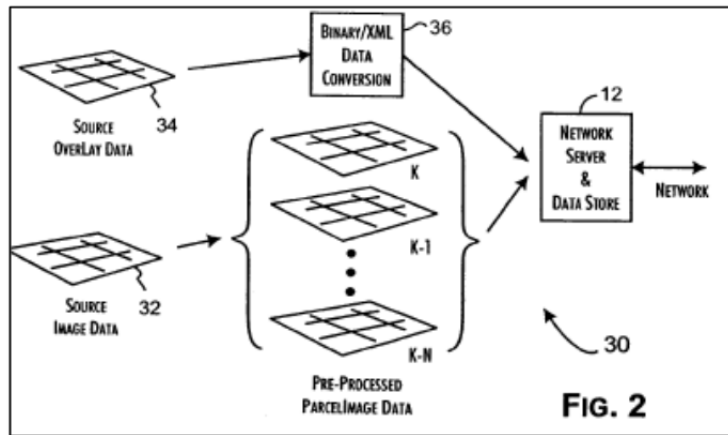 BINARY/XML
DATA
CONVERSION
36
34
SOURCE
OVERLAY DATA
12
NETWORK
SERVER
&
DATA STORE
NETWORK
K
K-1
K-N
32
SOURCE
IMAGE DATA
PRE-PROCESSED
PARCELIMAGE DATA
30
FIG. 2